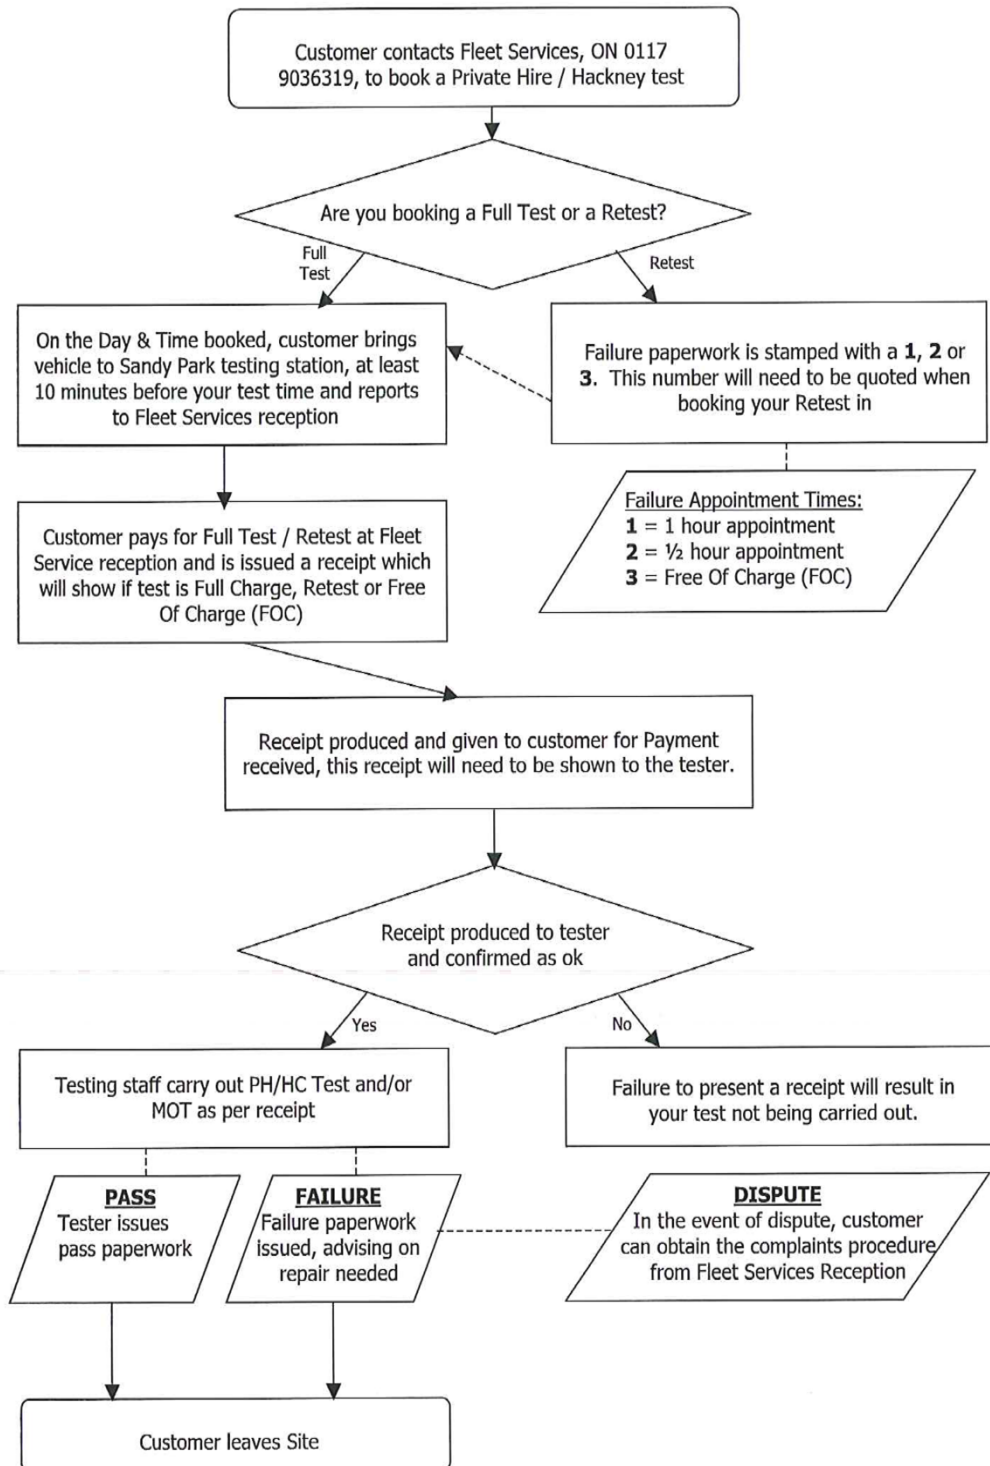 Customer contacts Fleet Services, ON 0117
9036319, to book a Private Hire / Hackney test
Are you booking a Full Test or a Retest?
Full
Test
Retest
On the Day & Time booked, customer brings
vehicle to Sandy Park testing station, at least
10 minutes before your test time and reports
to Fleet Services reception
Failure paperwork is stamped with a 1, 2 or
3. This number will need to be quoted when
booking your Retest in
Failure Appointment Times:
1 = 1 hour appointment
2 = ½ hour appointment
3 = Free Of Charge (FOC)
Customer pays for Full Test / Retest at Fleet
Service reception and is issued a receipt which
will show if test is Full Charge, Retest or Free
Of Charge (FOC)
Receipt produced and given to customer for Payment
received, this receipt will need to be shown to the tester.
Receipt produced to tester
and confirmed as ok
Yes
No
Testing staff carry out PH/HC Test and/or
MOT as per receipt
Failure to present a receipt will result in
your test not being carried out.
PASS
Tester issues
pass paperwork
FAILURE
Failure paperwork
issued, advising on
repair needed
DISPUTE
In the event of dispute, customer
can obtain the complaints procedure
from Fleet Services Reception
Customer leaves Site